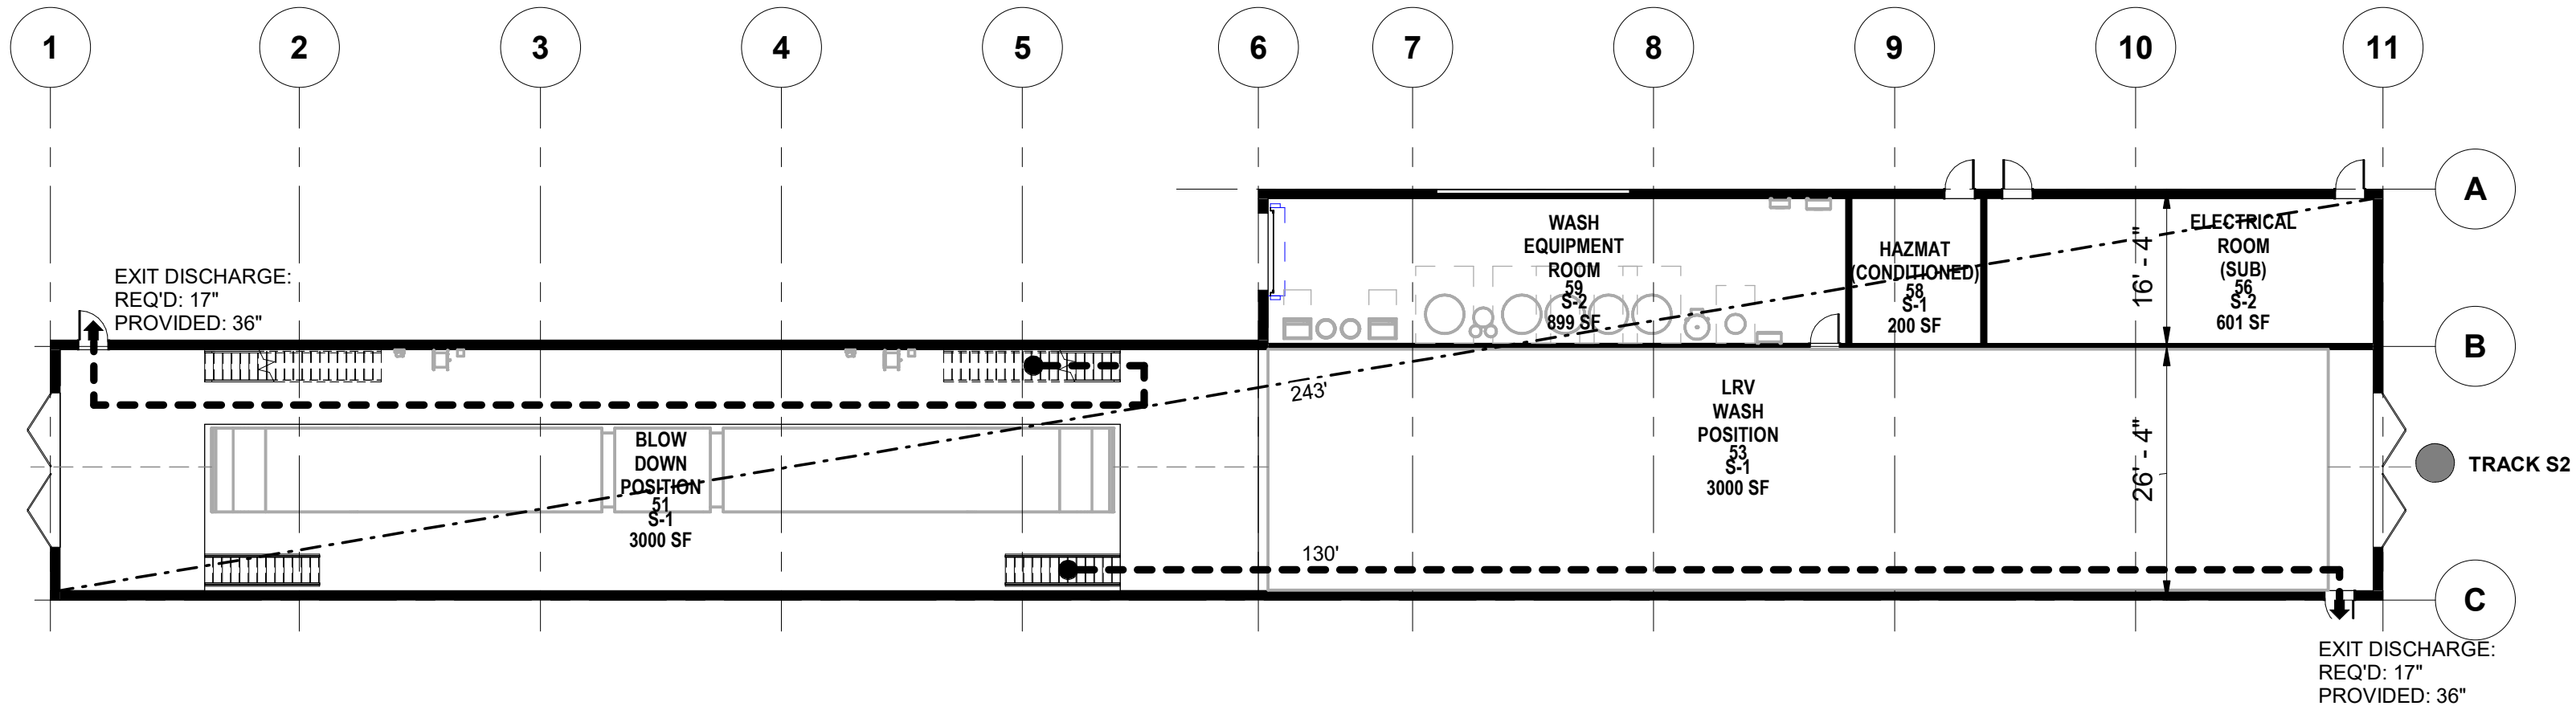 1
2
3
4
5
6
7
8
9
10
11
A
B
C
EXIT DISCHARGE:
REQ'D: 17"
PROVIDED: 36"
WASH
EQUIPMENT
ROOM
59
S-2
899 SF
HAZMAT
(CONDITIONED)
58
S-1
200 SF
16' - 4"
ELECTRICAL
ROOM
(SUB)
56
S-2
601 SF
243'
BLOW
DOWN
POSITION
51
S-1
3000 SF
LRV
WASH
POSITION
53
S-1
3000 SF
26' - 4"
TRACK S2
130'
EXIT DISCHARGE:
REQ'D: 17"
PROVIDED: 36"